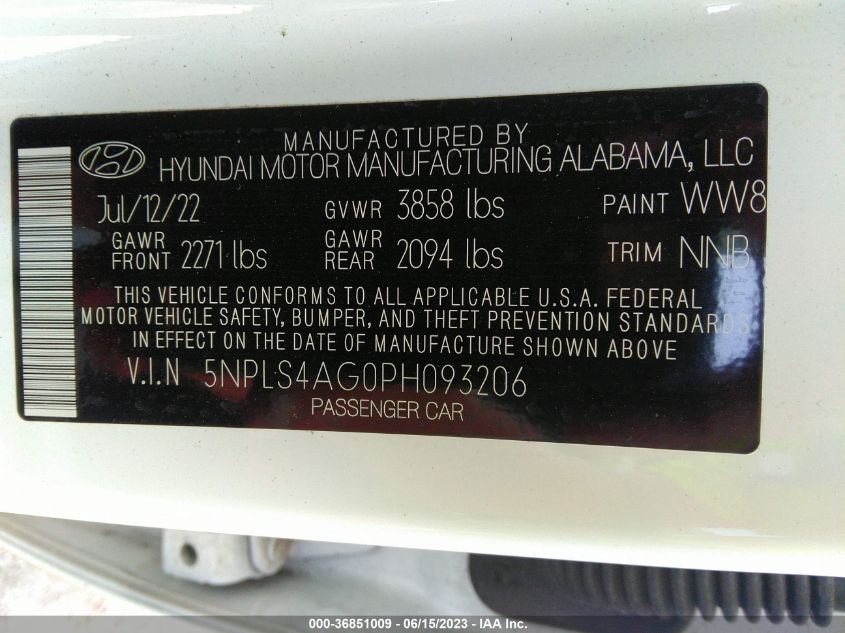 MANUFACTURED BY
HYUNDAI MOTOR MANUFACTURING ALABAMA, LLC
Jul/12/22 GVWR 3858 lbs PAINT WW8
GAWR FRONT 2271 lbs GAWR REAR 2094 lbs TRIM NNB
THIS VEHICLE CONFORMS TO ALL APPLICABLE U.S.A. FEDERAL
MOTOR VEHICLE SAFETY, BUMPER, AND THEFT PREVENTION STANDARDS
IN EFFECT ON THE DATE OF MANUFACTURE SHOWN ABOVE
V.I.N 5NPLS4AG0PH093206
PASSENGER CAR
000-36851009 - 06/15/2023 - © IAA Inc.